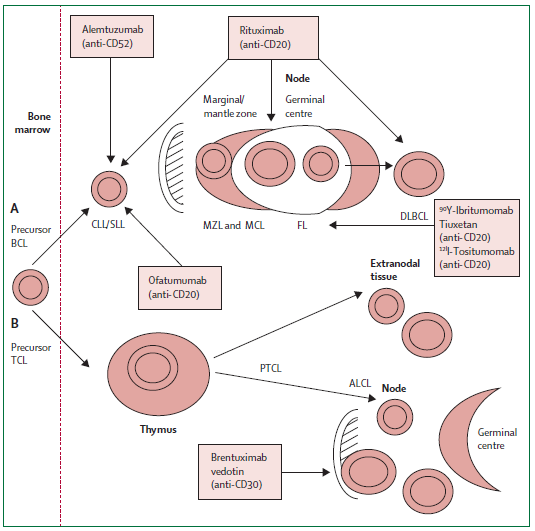 Alemtuzumab
(anti-CD52)
Rituximab
(anti-CD20)
Node
Marginal/
mantle zone
Germinal
centre
Bone
marrow
A
Precursor
BCL
CLL/SLL
MZL and MCL
FL
DLBCL
⁹⁰Y-Ibritumomab
Tiuxetan
(anti-CD20)
¹²¹I-Tositumomab
(anti-CD20)
Ofatumumab
(anti-CD20)
Extranodal
tissue
B
Precursor
TCL
Thymus
PTCL
ALCL
Node
Germinal
centre
Brentuximab
vedotin
(anti-CD30)